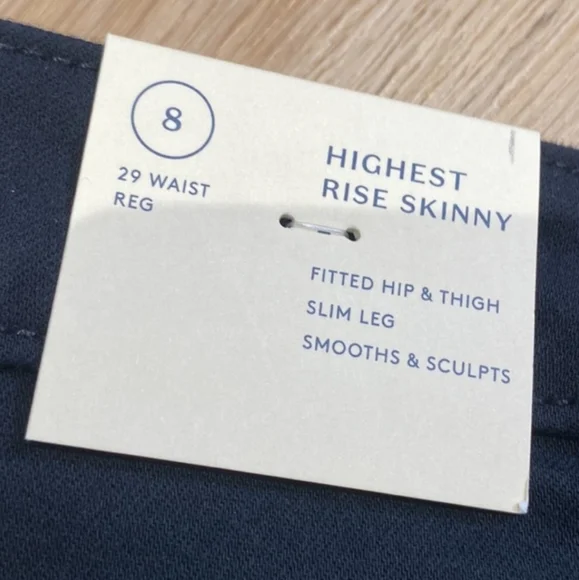 8
29 WAIST
REG
HIGHEST
RISE SKINNY
FITTED HIP & THIGH
SLIM LEG
SMOOTHS & SCULPTS